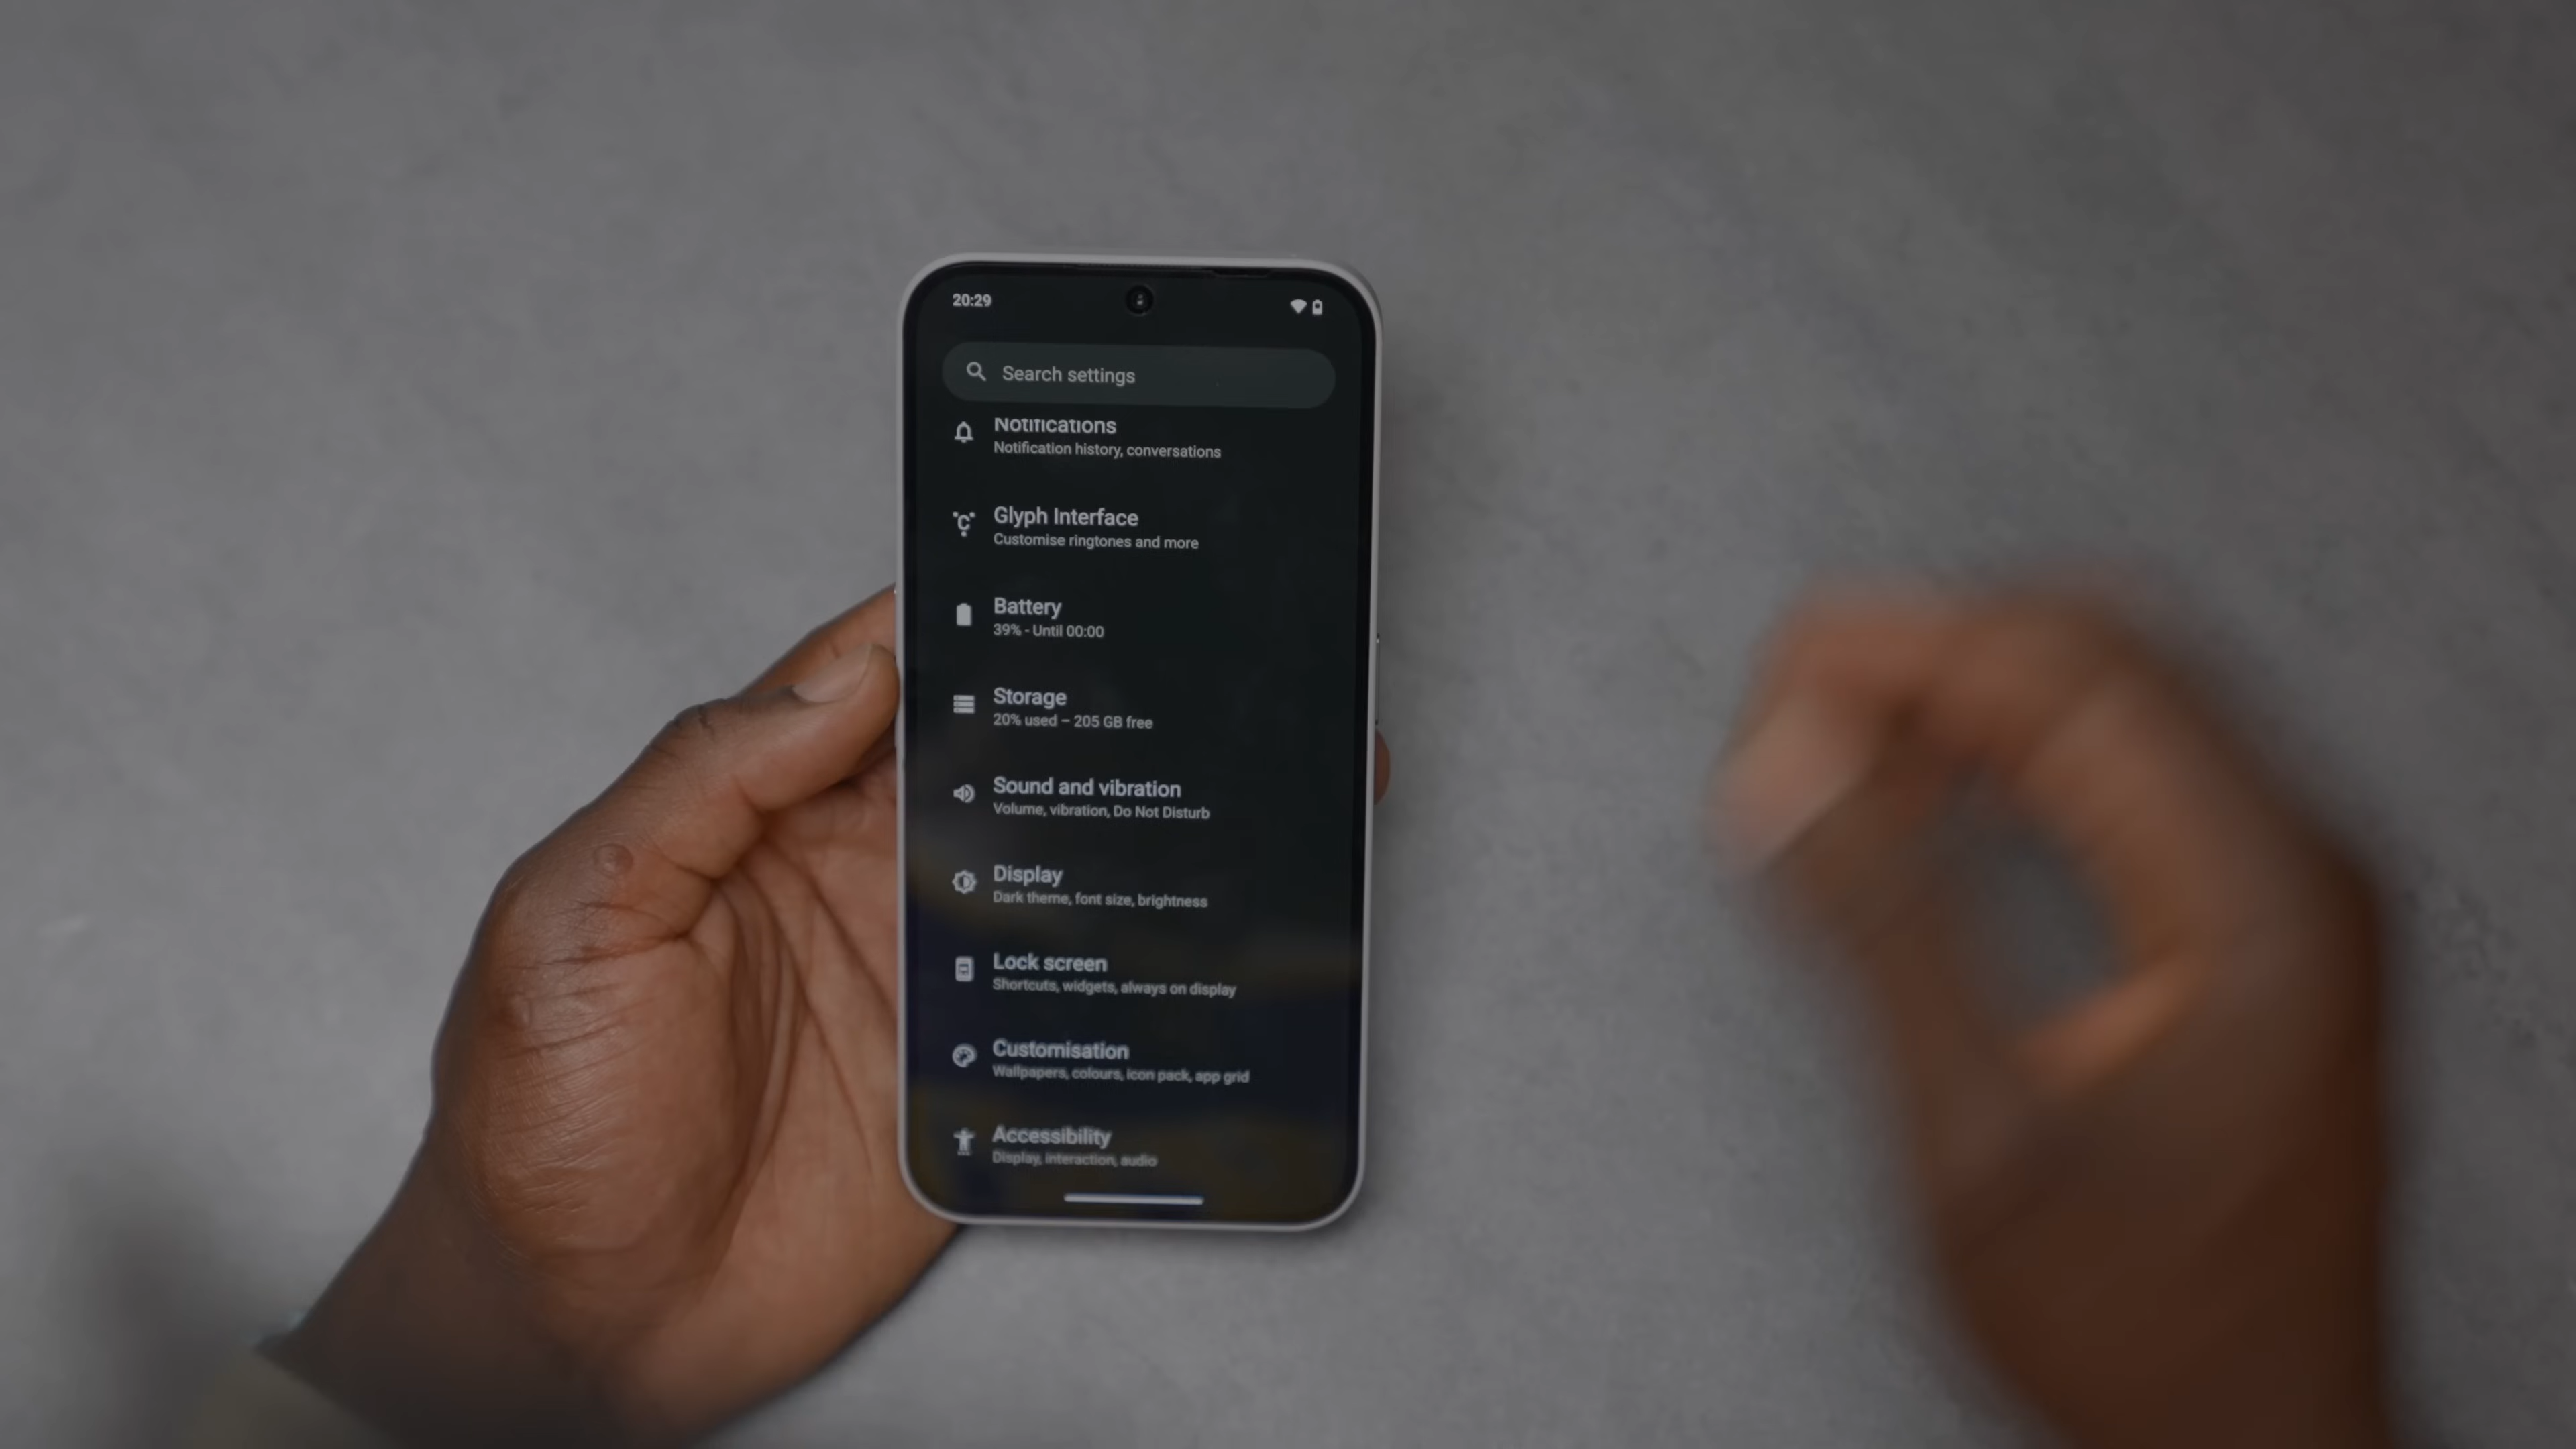 20:29
Search settings
Notifications
Notification history, conversations
Glyph Interface
Customise ringtones and more
Battery
39% - Until 00:00
Storage
20% used – 205 GB free
Sound and vibration
Volume, vibration, Do Not Disturb
Display
Dark theme, font size, brightness
Lock screen
Shortcuts, widgets, always on display
Customisation
Wallpapers, colours, icon pack, app grid
Accessibility
Display, interaction, audio